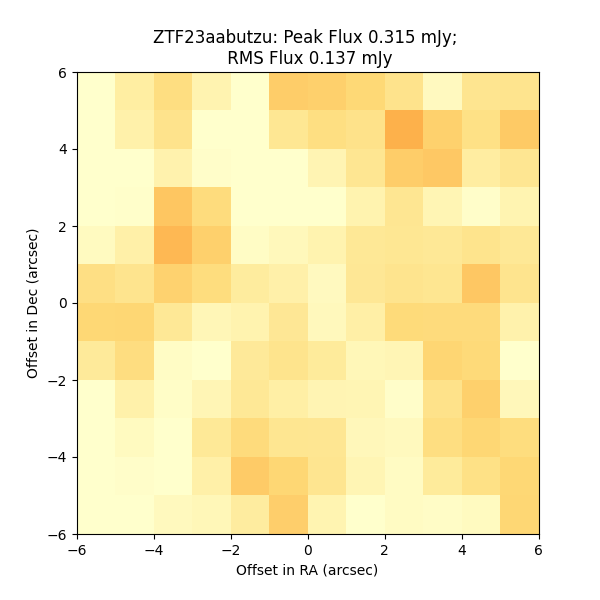 ZTF23aabutzu: Peak Flux 0.315 mJy;
RMS Flux 0.137 mJy
6
4
2
0
−2
−4
−6
Offset in Dec (arcsec)
−6 −4 −2 0 2 4 6
Offset in RA (arcsec)